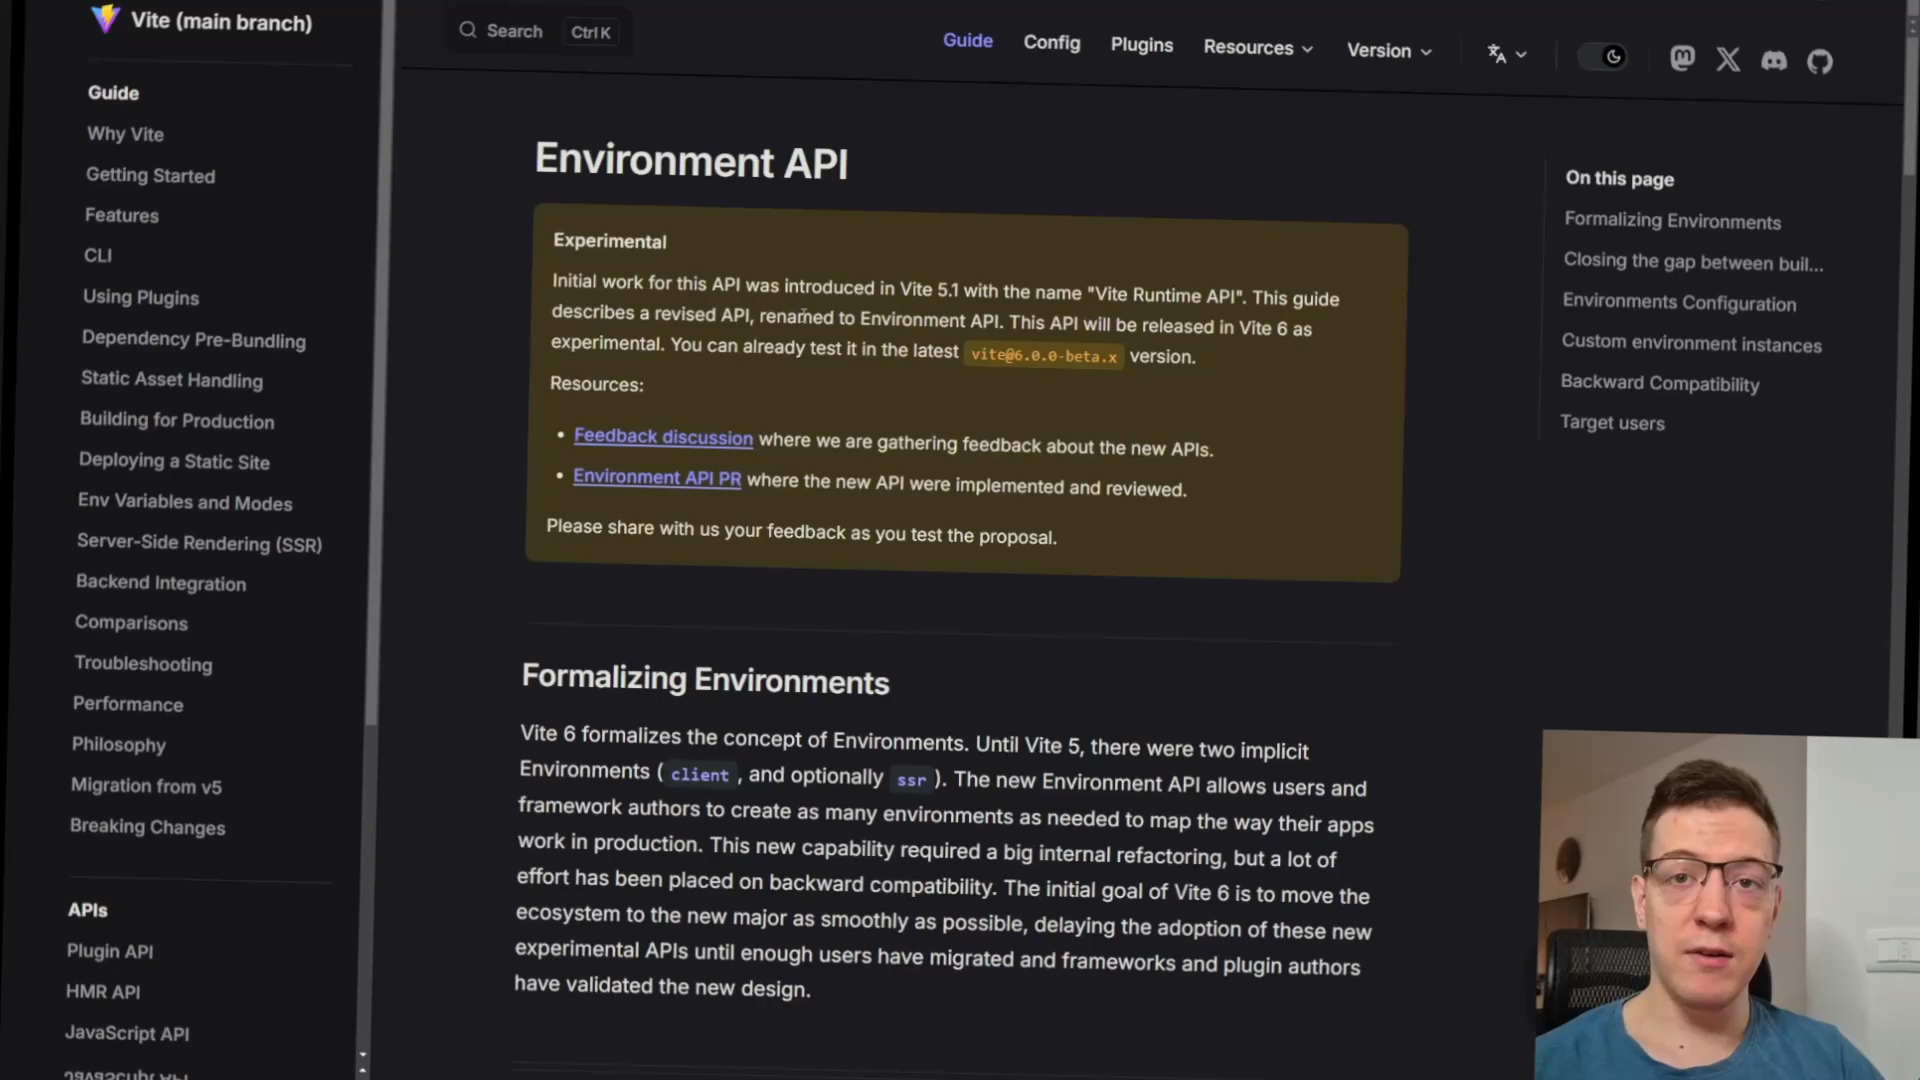 Vite (main branch)
Search Ctrl K
Guide
Config
Plugins
Resources
Version
Guide
Why Vite
Getting Started
Features
CLI
Using Plugins
Dependency Pre-Bundling
Static Asset Handling
Building for Production
Deploying a Static Site
Env Variables and Modes
Server-Side Rendering (SSR)
Backend Integration
Comparisons
Troubleshooting
Performance
Philosophy
Migration from v5
Breaking Changes
APIs
Plugin API
HMR API
JavaScript API
Environment API
Experimental
Initial work for this API was introduced in Vite 5.1 with the name "Vite Runtime API". This guide
describes a revised API, renamed to Environment API. This API will be released in Vite 6 as
experimental. You can already test it in the latest vite@6.0.0-beta.x version.
Resources:
• Feedback discussion where we are gathering feedback about the new APIs.
• Environment API PR where the new API were implemented and reviewed.
Please share with us your feedback as you test the proposal.
Formalizing Environments
Vite 6 formalizes the concept of Environments. Until Vite 5, there were two implicit
Environments ( client , and optionally ssr ). The new Environment API allows users and
framework authors to create as many environments as needed to map the way their apps
work in production. This new capability required a big internal refactoring, but a lot of
effort has been placed on backward compatibility. The initial goal of Vite 6 is to move the
ecosystem to the new major as smoothly as possible, delaying the adoption of these new
experimental APIs until enough users have migrated and frameworks and plugin authors
have validated the new design.
On this page
Formalizing Environments
Closing the gap between buil...
Environments Configuration
Custom environment instances
Backward Compatibility
Target users